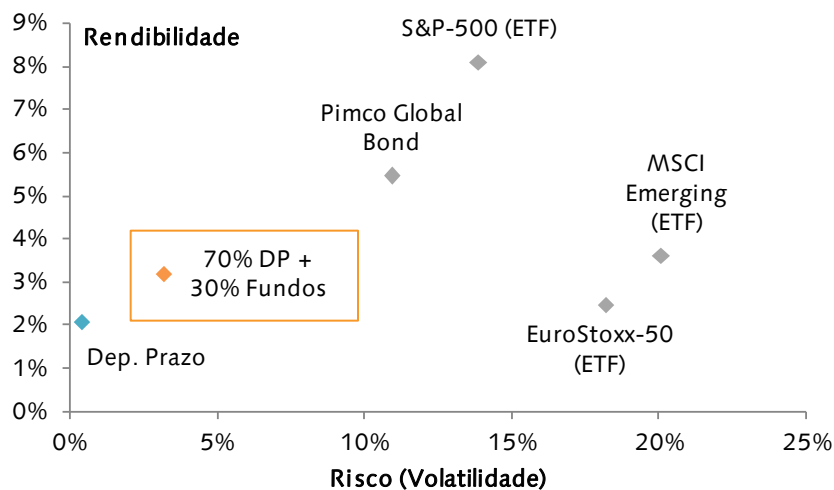 9%
8%
7%
6%
5%
4%
3%
2%
1%
0%
Rendibilidade
S&P-500 (ETF)
Pimco Global
Bond
MSCI
Emerging
(ETF)
70% DP +
30% Fundos
EuroStoxx-50
(ETF)
Dep. Prazo
0%
5%
10%
15%
20%
25%
Risco (Volatilidade)